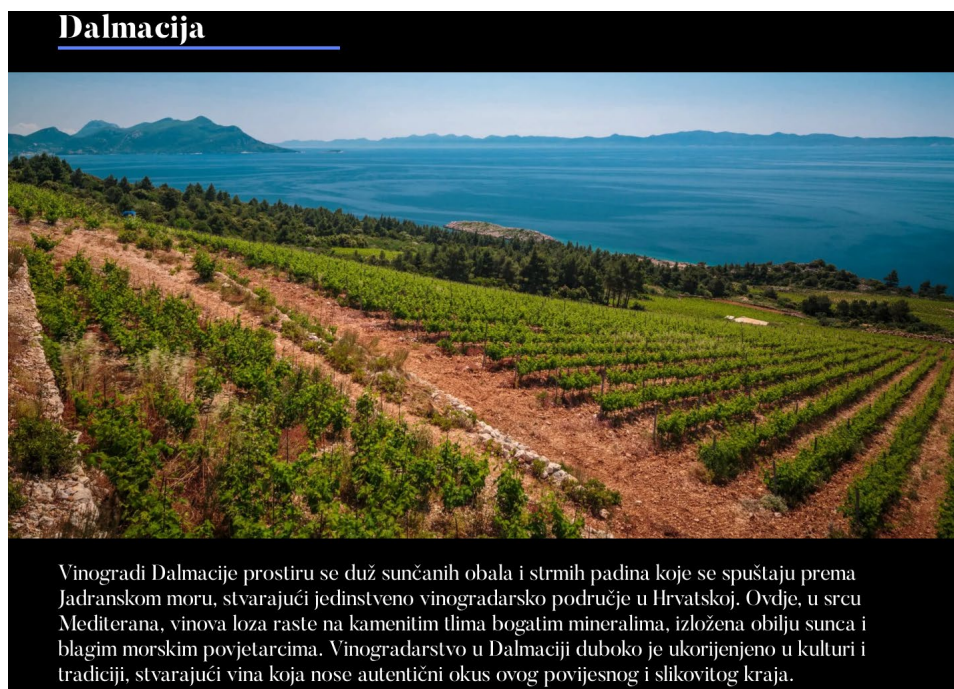 Dalmacija
Vinogradi Dalmacije prostiru se duž sunčanih obala i strmih padina koje se spuštaju prema
Jadranskom moru, stvarajući jedinstveno vinogradarsko područje u Hrvatskoj. Ovdje, u srcu
Mediterana, vinova loza raste na kamenitim tlima bogatim mineralima, izložena obilju sunca i
blagim morskim povjetarcima. Vinogradarstvo u Dalmaciji duboko je ukorijenjeno u kulturi i
tradiciji, stvarajući vina koja nose autentični okus ovog povijesnog i slikovitog kraja.